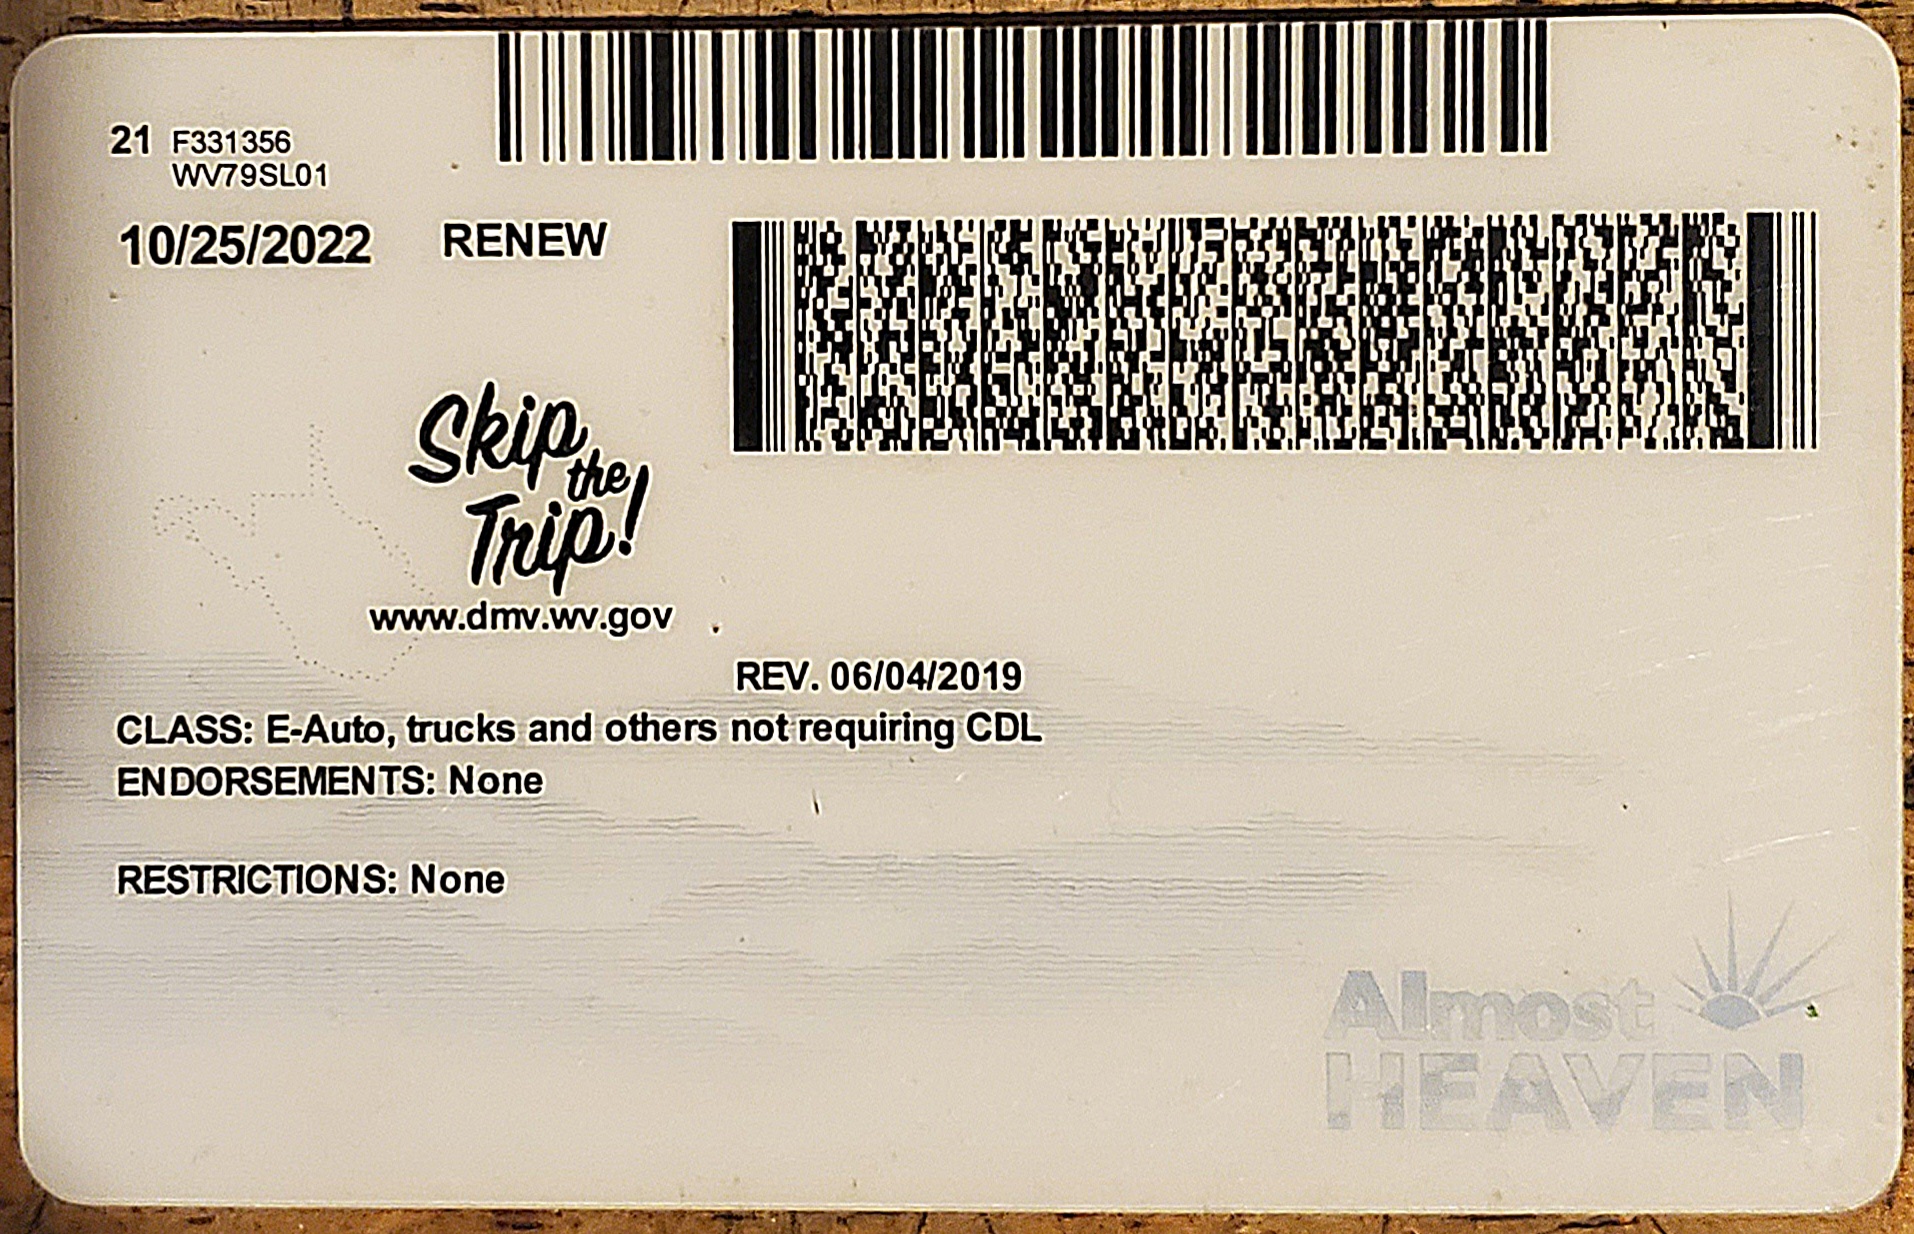 21 F331356
WV79SL01
10/25/2022 RENEW
Skip
the
Trip!
www.dmv.wv.gov
REV. 06/04/2019
CLASS: E-Auto, trucks and others not requiring CDL
ENDORSEMENTS: None
RESTRICTIONS: None
Almost
HEAVEN